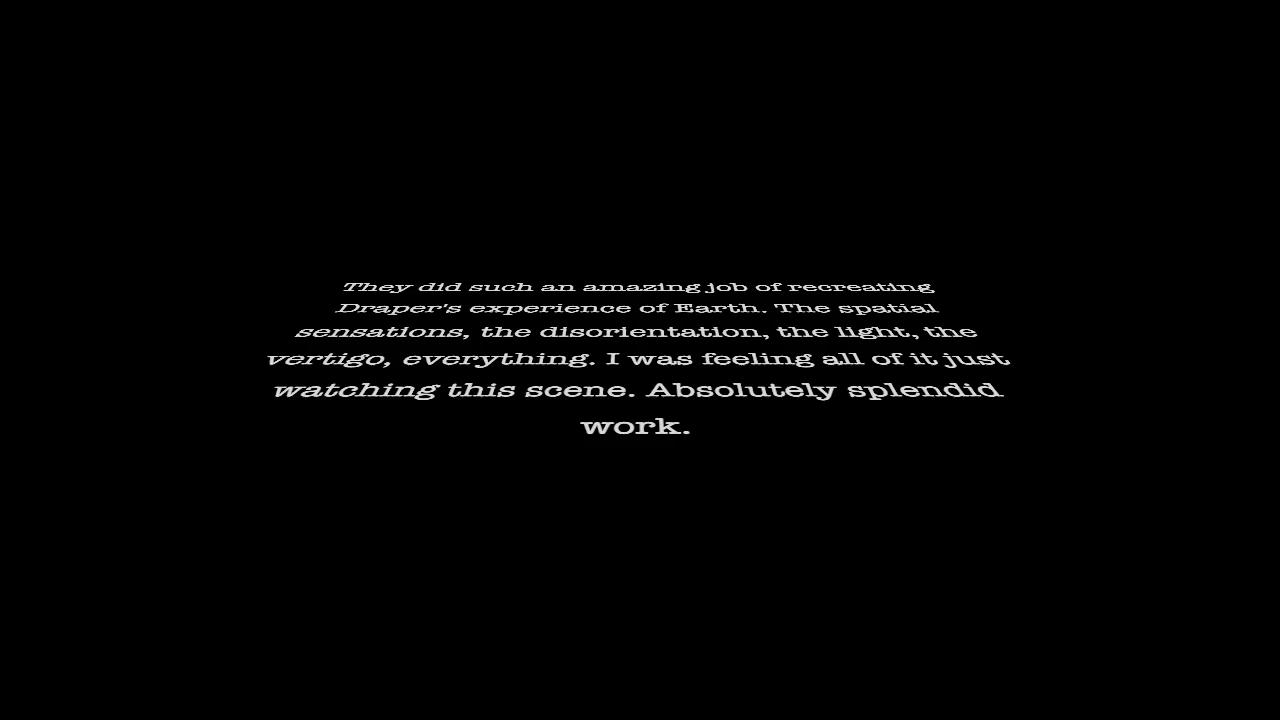 They did such an amazing job of recreating
Draper's experience of Earth. The spatial
sensations, the disorientation, the light, the
vertigo, everything. I was feeling all of it just
watching this scene. Absolutely splendid
work.